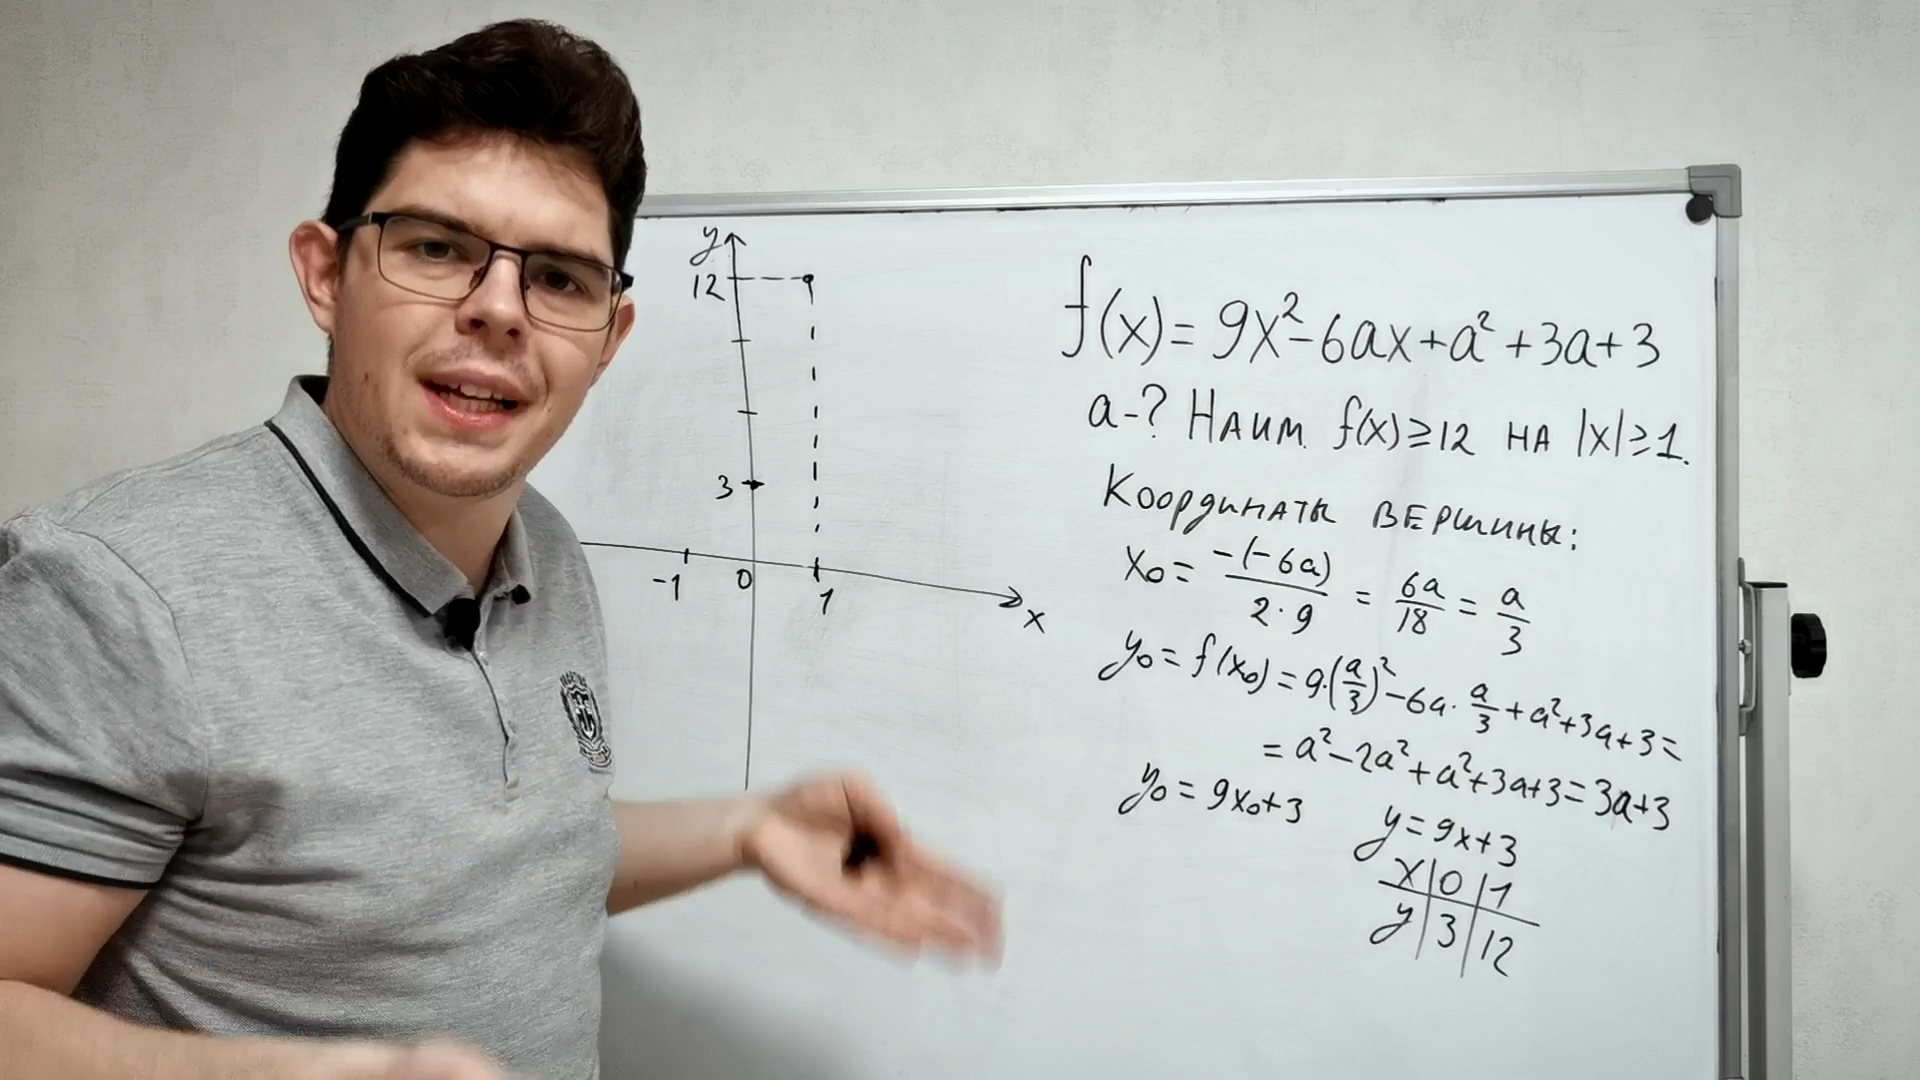 y
12
3
-1 0 1
x
f(x) = 9x² - 6ax + a² + 3a + 3
a-? Наим. f(x) ≥ 12 на |x| ≥ 1.
Координаты вершины:
x₀ = -(-6a)/(2·9) = 6a/18 = a/3
y₀ = f(x₀) = 9·(a/3)² - 6a·a/3 + a² + 3a + 3 =
= a² - 2a² + a² + 3a + 3 = 3a + 3
y₀ = 9x₀ + 3
y = 9x + 3
x | 0 | 1
y | 3 | 12